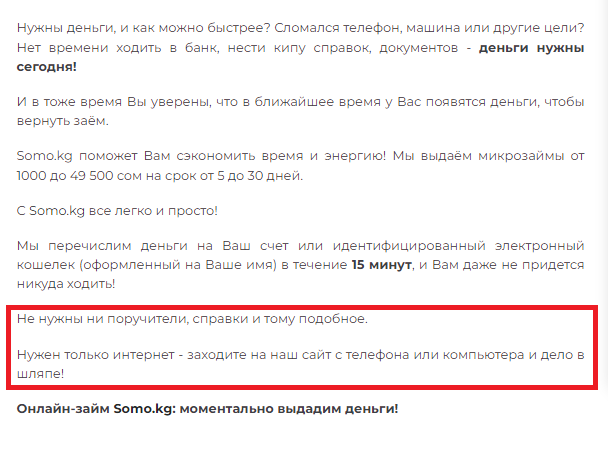 Нужны деньги, и как можно быстрее? Сломался телефон, машина или другие цели?
Нет времени ходить в банк, нести кипу справок, документов - деньги нужны
сегодня!
И в тоже время Вы уверены, что в ближайшее время у Вас появятся деньги, чтобы
вернуть заём.
Somo.kg поможет Вам сэкономить время и энергию! Мы выдаём микрозаймы от
1000 до 49 500 сом на срок от 5 до 30 дней.
С Somo.kg все легко и просто!
Мы перечислим деньги на Ваш счет или идентифицированный электронный
кошелек (оформленный на Ваше имя) в течение 15 минут, и Вам даже не придется
никуда ходить!
Не нужны ни поручители, справки и тому подобное.
Нужен только интернет - заходите на наш сайт с телефона или компьютера и дело в
шляпе!
Онлайн-займ Somo.kg: моментально выдадим деньги!